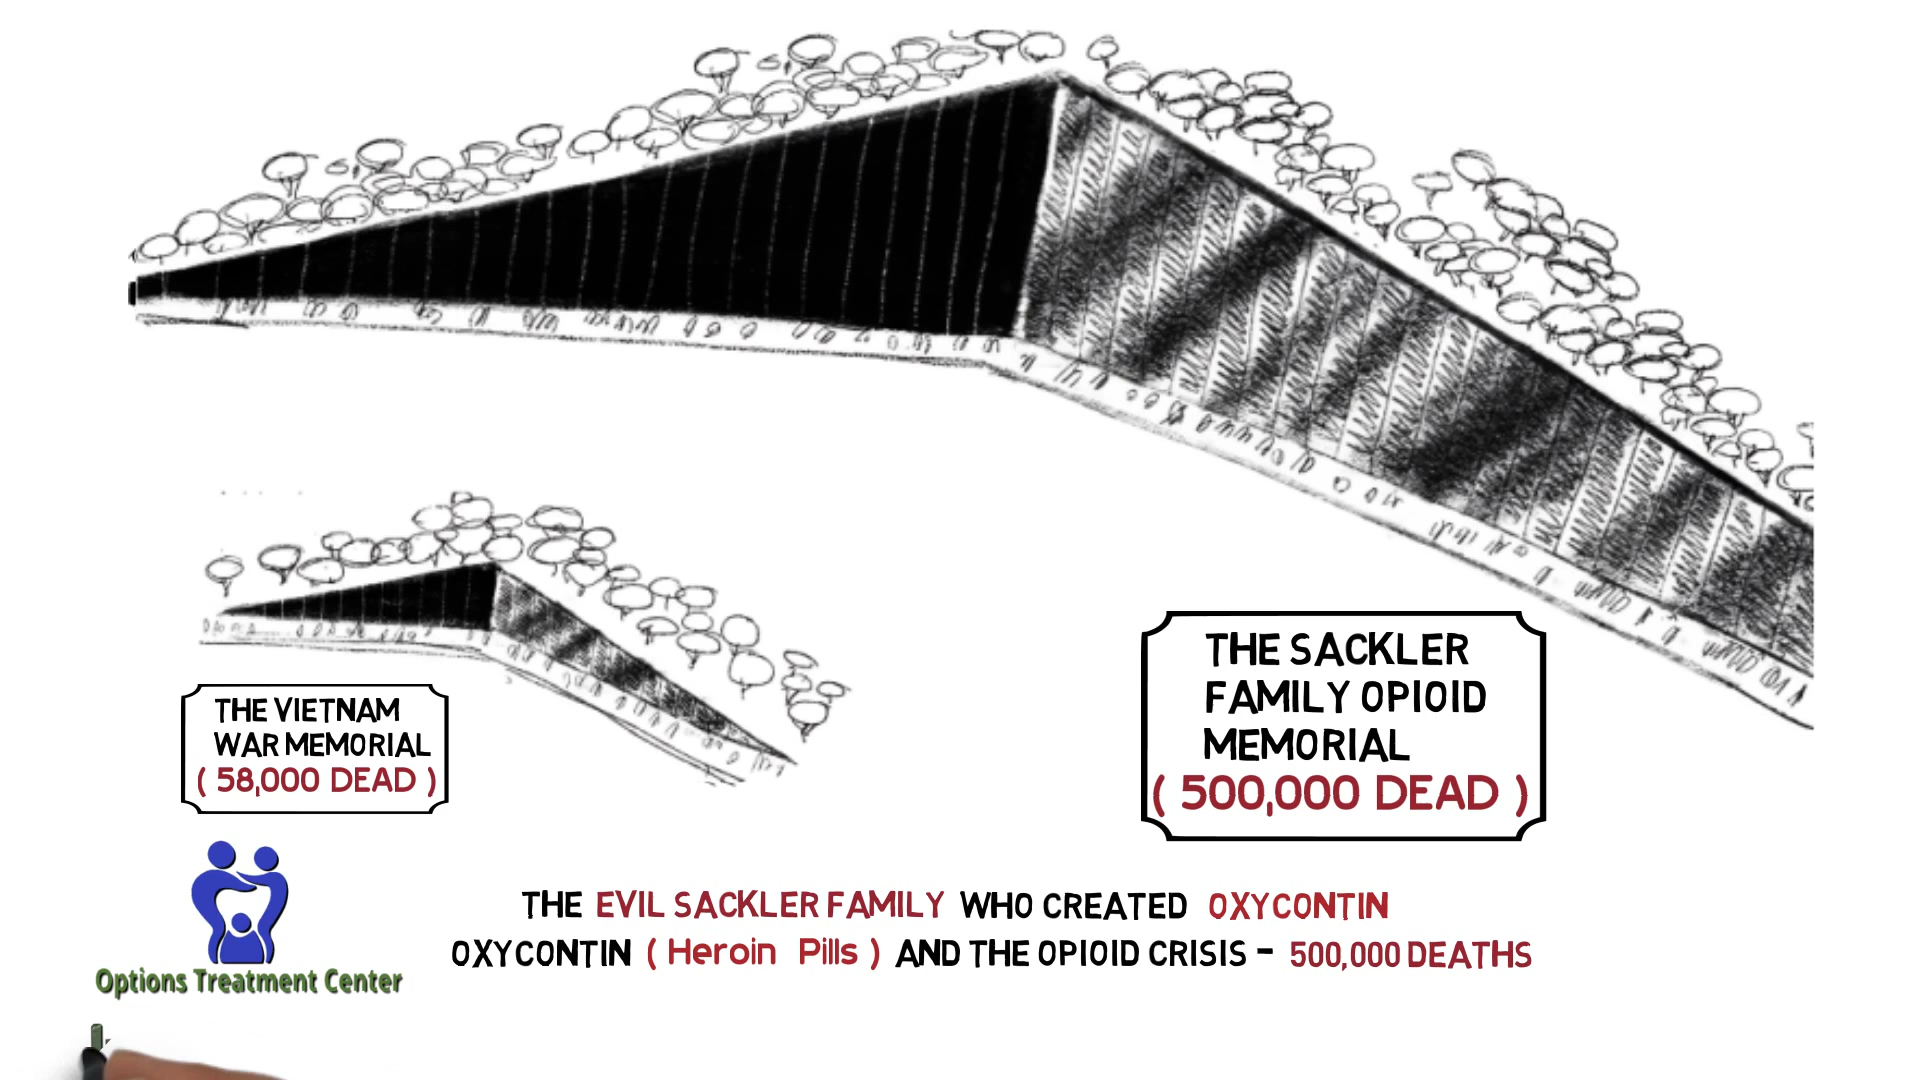 THE SACKLER
FAMILY OPIOID
MEMORIAL
( 500,000 DEAD )
THE VIETNAM
WAR MEMORIAL
( 58,000 DEAD )
Options Treatment Center
THE EVIL SACKLER FAMILY WHO CREATED OXYCONTIN
OXYCONTIN ( Heroin Pills ) AND THE OPIOID CRISIS - 500,000 DEATHS